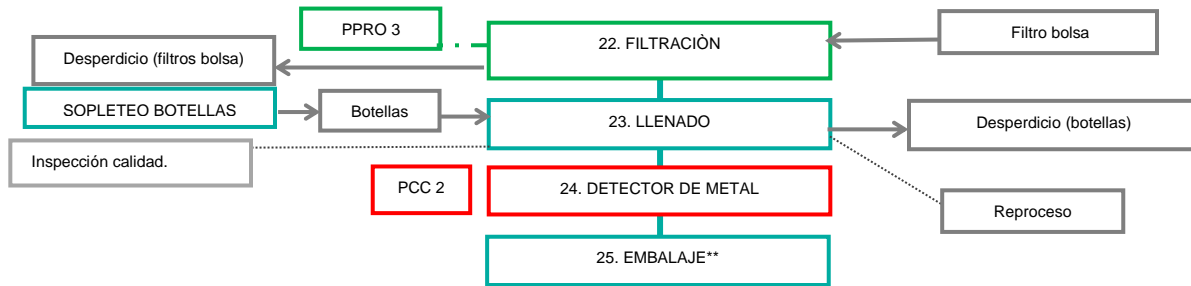 PPRO 3
22. FILTRACIÒN
Filtro bolsa
Desperdicio (filtros bolsa)
SOPLETEO BOTELLAS
Botellas
23. LLENADO
Desperdicio (botellas)
Inspección calidad.
PCC 2
24. DETECTOR DE METAL
Reproceso
25. EMBALAJE**